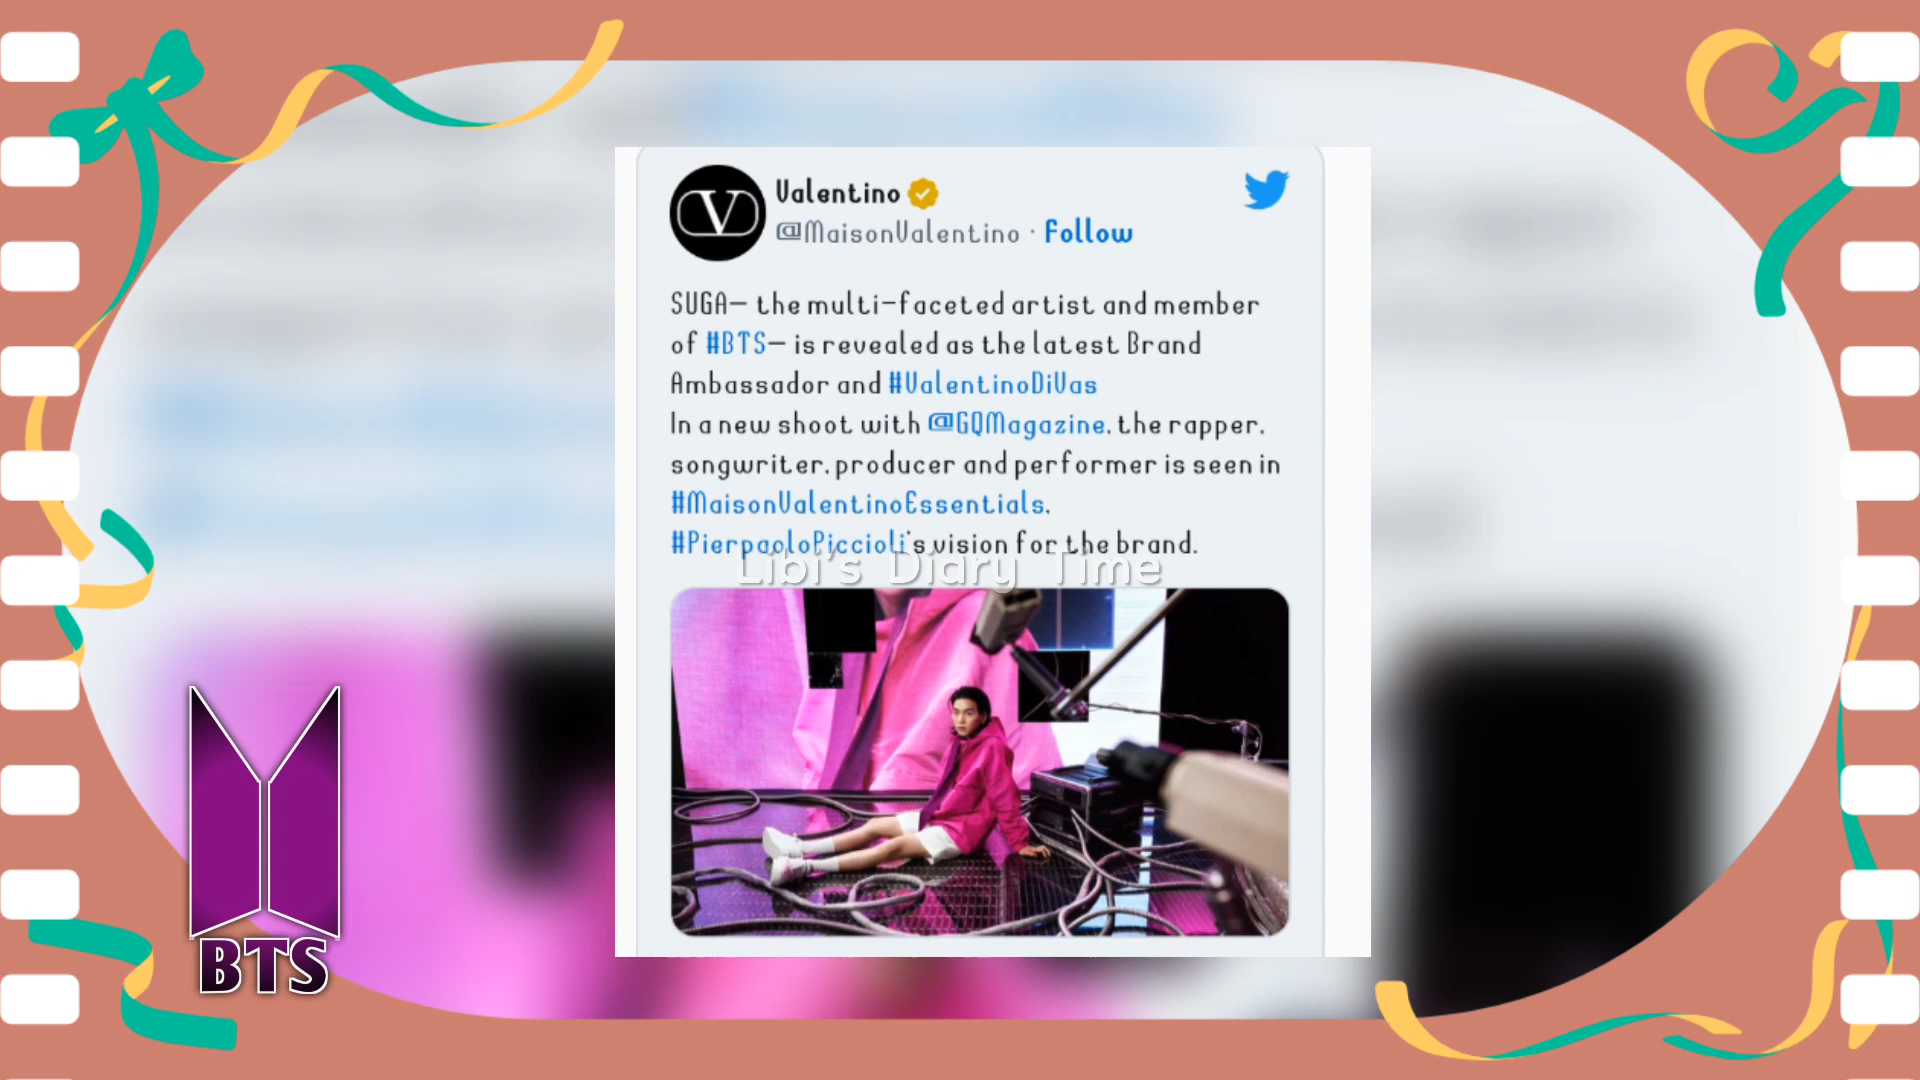 Valentino
@MaisonValentino · Follow
SUGA– the multi-faceted artist and member
of #BTS– is revealed as the latest Brand
Ambassador and #ValentinoDiVas
In a new shoot with @GQMagazine, the rapper,
songwriter, producer and performer is seen in
#MaisonValentinoEssentials,
#PierpaoloPiccioli's vision for the brand.
Libi's Diary Time
BTS